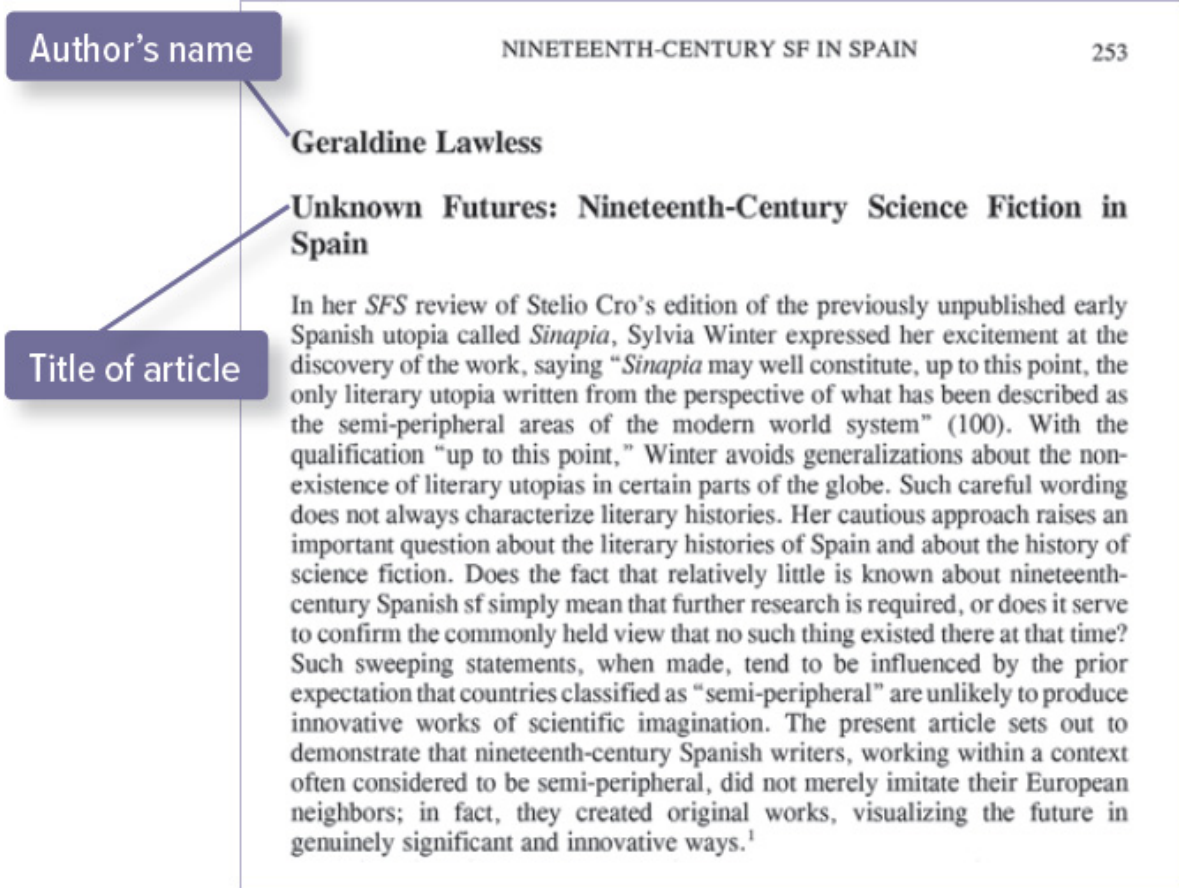 Author's name
NINETEENTH-CENTURY SF IN SPAIN 253
Geraldine Lawless
Unknown Futures: Nineteenth-Century Science Fiction in
Spain
Title of article
In her SFS review of Stelio Cro's edition of the previously unpublished early
Spanish utopia called Sinapia, Sylvia Winter expressed her excitement at the
discovery of the work, saying “Sinapia may well constitute, up to this point, the
only literary utopia written from the perspective of what has been described as
the semi-peripheral areas of the modern world system” (100). With the
qualification “up to this point,” Winter avoids generalizations about the non-
existence of literary utopias in certain parts of the globe. Such careful wording
does not always characterize literary histories. Her cautious approach raises an
important question about the literary histories of Spain and about the history of
science fiction. Does the fact that relatively little is known about nineteenth-
century Spanish sf simply mean that further research is required, or does it serve
to confirm the commonly held view that no such thing existed there at that time?
Such sweeping statements, when made, tend to be influenced by the prior
expectation that countries classified as “semi-peripheral” are unlikely to produce
innovative works of scientific imagination. The present article sets out to
demonstrate that nineteenth-century Spanish writers, working within a context
often considered to be semi-peripheral, did not merely imitate their European
neighbors; in fact, they created original works, visualizing the future in
genuinely significant and innovative ways.¹